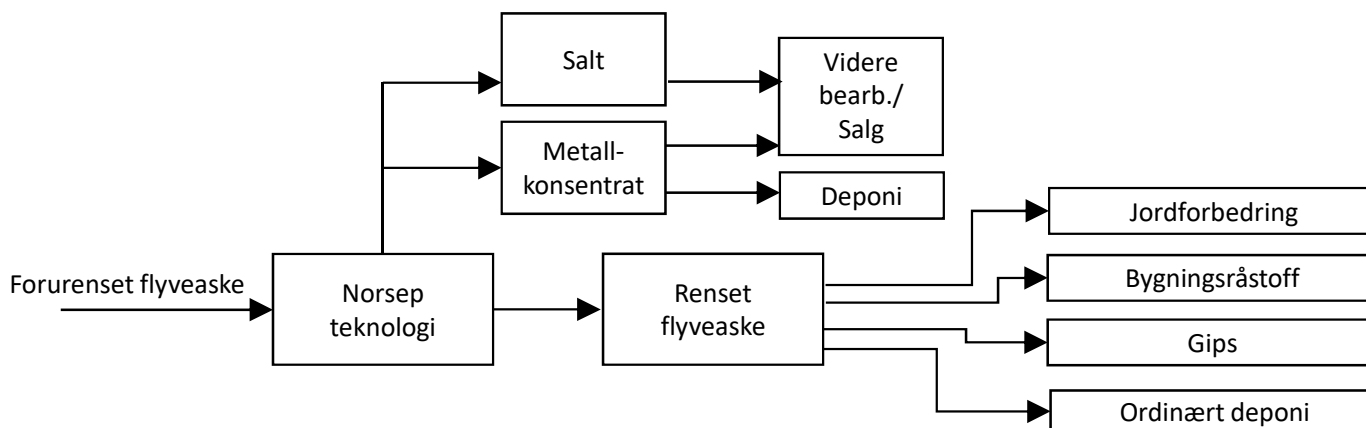 Salt
Videre
bearb./
Salg
Metall-
konsentrat
Deponi
Jordforbedring
Forurenset flyveaske
Norsep
teknologi
Renset
flyveaske
Bygningsråstoff
Gips
Ordinært deponi